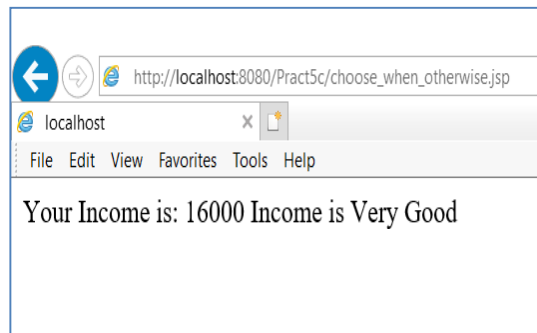 http://localhost:8080/Pract5c/choose_when_otherwise.jsp
localhost
File Edit View Favorites Tools Help
Your Income is: 16000 Income is Very Good